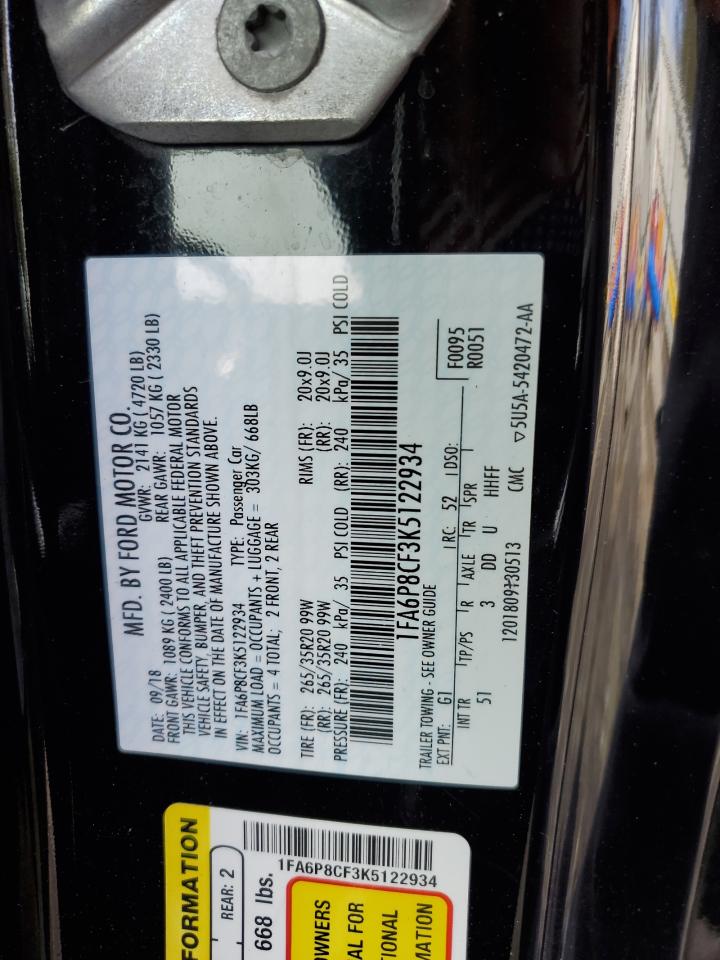 MFD. BY FORD MOTOR CO.
DATE: 09/18 GVWR: 2141 KG ( 4720 LB)
FRONT GAWR: 1089 KG ( 2400 LB) REAR GAWR: 1057 KG ( 2330 LB)
THIS VEHICLE CONFORMS TO ALL APPLICABLE FEDERAL MOTOR
VEHICLE SAFETY, BUMPER, AND THEFT PREVENTION STANDARDS
IN EFFECT ON THE DATE OF MANUFACTURE SHOWN ABOVE.
VIN: 1FA6P8CF3K5122934 TYPE: Passenger Car
MAXIMUM LOAD = OCCUPANTS + LUGGAGE = 303KG/ 668LB
OCCUPANTS = 4 TOTAL; 2 FRONT, 2 REAR
TIRE (FR): 265/35R20 99W RIMS (FR): 20x9.0J
(RR): 265/35R20 99W (RR): 20x9.0J
PRESSURE (FR): 240 kPa/ 35 PSI COLD (RR): 240 kPa/ 35 PSI COLD
1FA6P8CF3K5122934
TRAILER TOWING - SEE OWNER GUIDE
F0095
R0051
EXT PNT: G1 RC: 52 DSO:
INT TR TP/PS R AXLE TR SPR
51 3 DD U HHFF
1201809130513 CMC ▽5U5A-5420472-AA
FORMATION
REAR: 2
668 lbs.
1FA6P8CF3K5122934
OWNERS
AL FOR
TIONAL
MATION